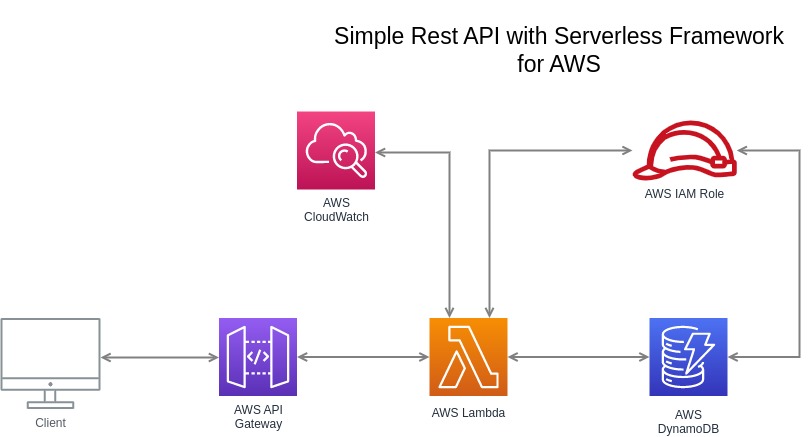 Simple Rest API with Serverless Framework
for AWS
AWS
CloudWatch
AWS IAM Role
Client
AWS API
Gateway
AWS Lambda
AWS
DynamoDB